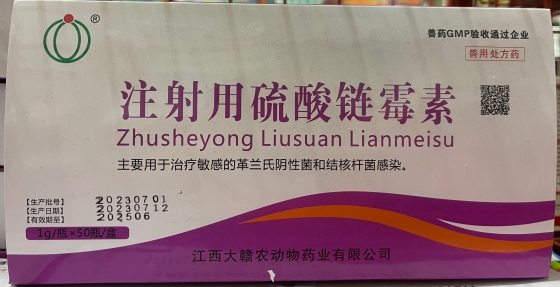 ®
兽药GMP验收通过企业
兽用处方药
注射用硫酸链霉素
Zhusheyong Liusuan Lianmeisu
主要用于治疗敏感的革兰氏阴性菌和结核杆菌感染。
【生产批号】 20230701
【生产日期】 20230712
【有效期至】 202506
1g/瓶×50瓶/盒
江西大赣农动物药业有限公司